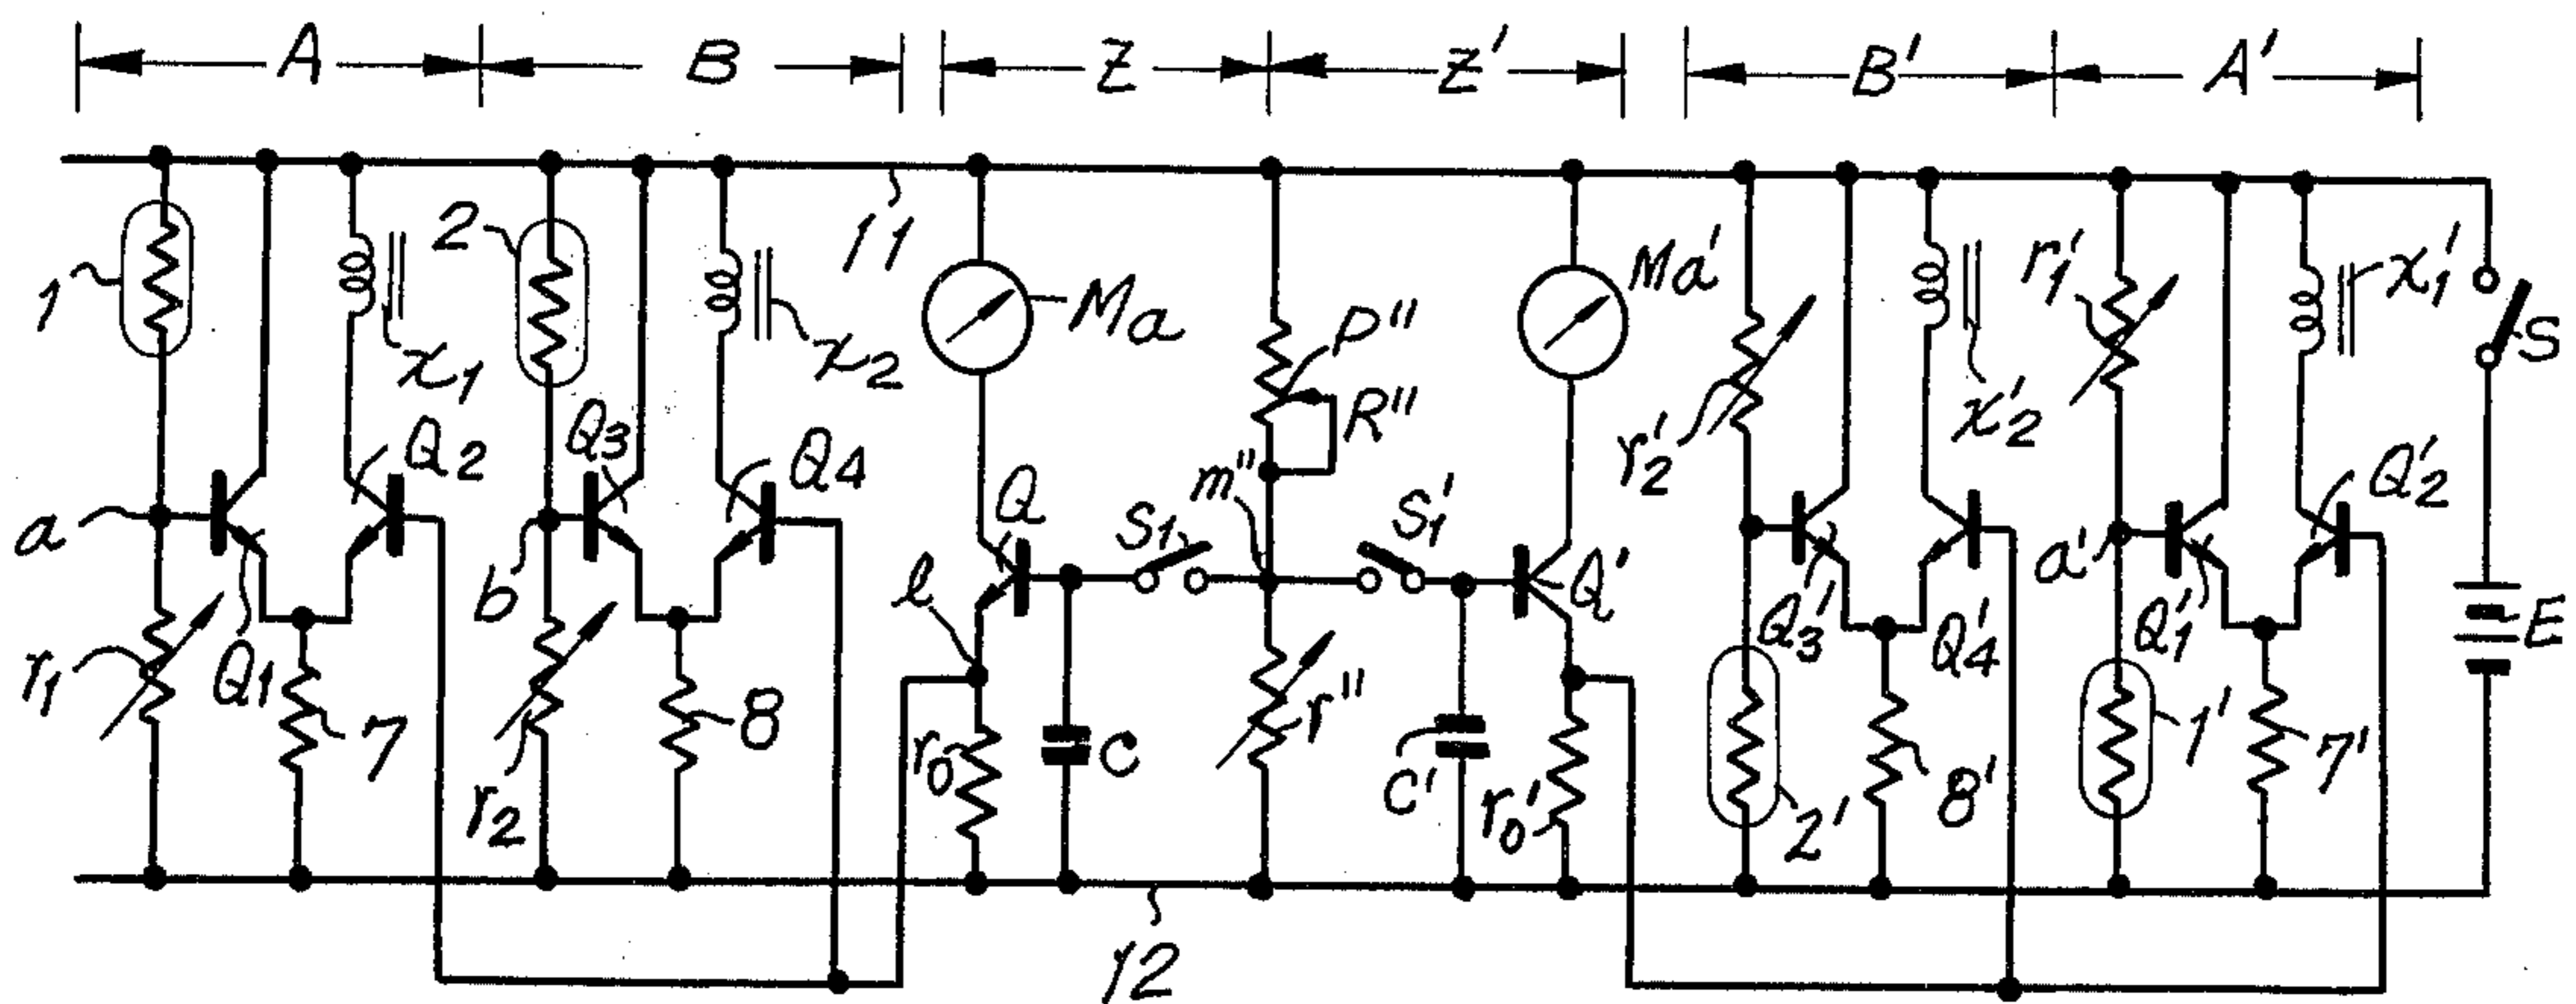 A B Z Z' B' A'
1 2 11 Ma P" Ma' r1' x1'
x1 x2 R" r2' x2' S
Q2 Q3 Q4 m" S1 S1' Q2'
a b Q Q' a'
l Q3' Q4' Q1' E
r1 Q1 7 r2 8 r0 C r" C' r0' 2' 8' 1' 7'
12